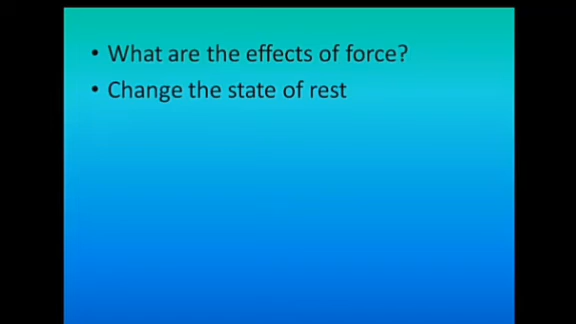 • What are the effects of force?
• Change the state of rest